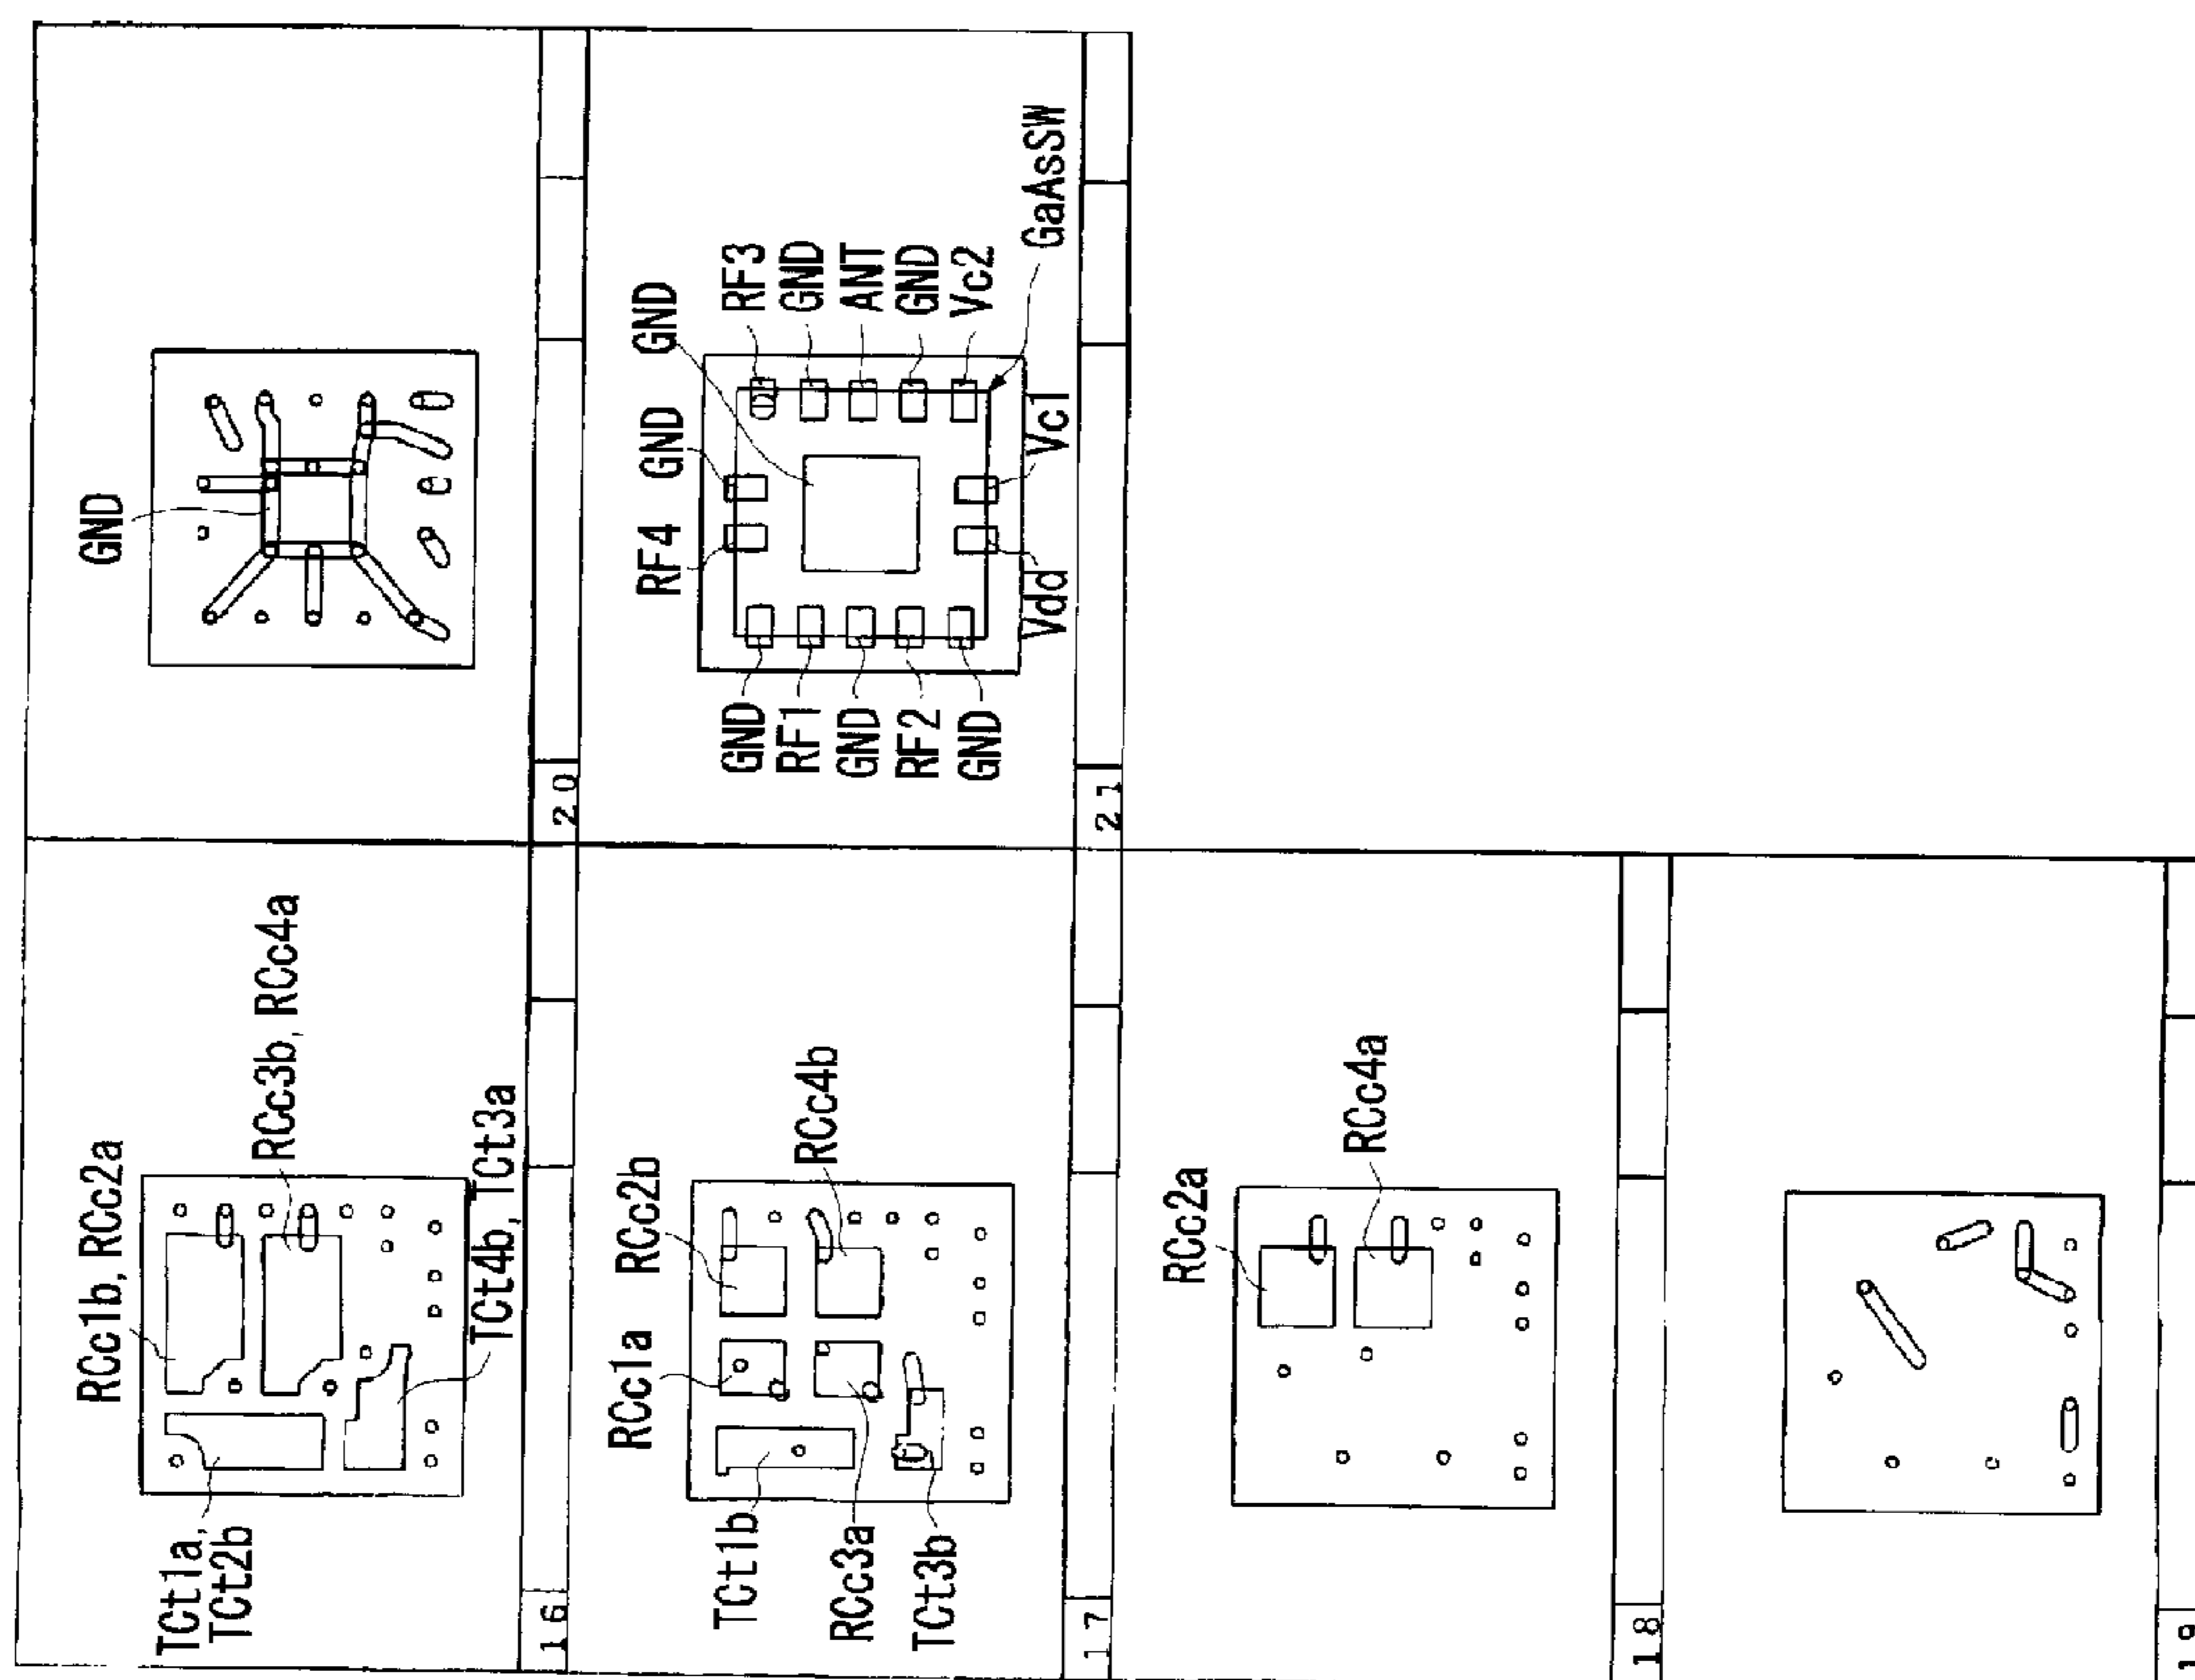 TCt1a,
TCt2b
RCc1b, RCc2a
RCc3b, RCc4a
TCt4b, TCt3a
16
TCt1b
RCc3a
TCt3b
RCc1a
RCc2b
RCc4b
17
RCc2a
RCc4a
18
19
GND
20
GND
RF1
GND
RF2
GND
RF4
GND
GND
RF3
GND
ANT
GND
Vc2
GaAsSW
Vdd
Vc1
21